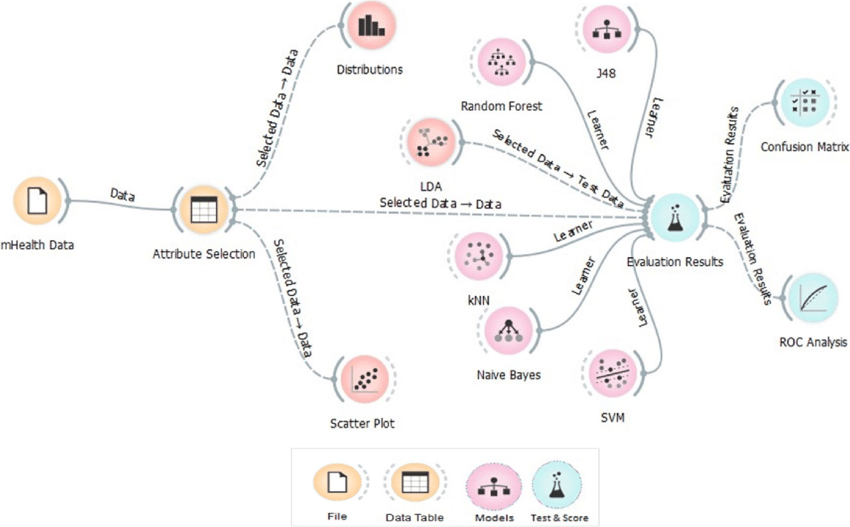 Distributions
J48
Random Forest
Selected Data → Data
Learner
Learner
Evaluation Results
Confusion Matrix
LDA
Selected Data → Test Data
Data
Selected Data → Data
mHealth Data
Attribute Selection
Learner
Evaluation Results
Evaluation Results
kNN
Learner
Selected Data → Data
Learner
ROC Analysis
Naive Bayes
SVM
Scatter Plot
File
Data Table
Models
Test & Score